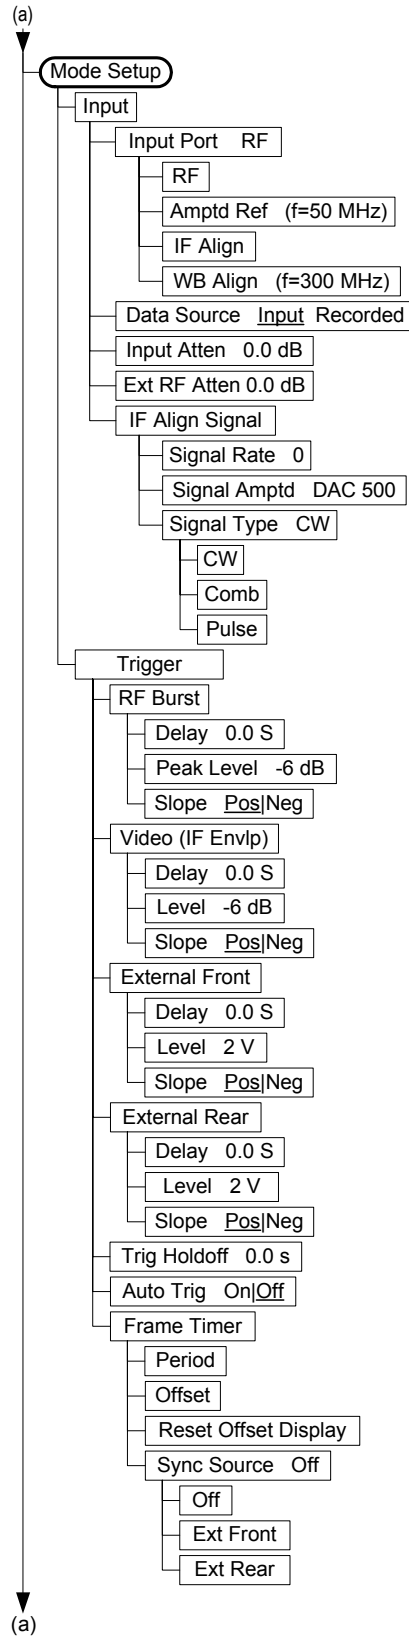 (a)
Mode Setup
Input
Input Port RF
RF
Amptd Ref (f=50 MHz)
IF Align
WB Align (f=300 MHz)
Data Source Input Recorded
Input Atten 0.0 dB
Ext RF Atten 0.0 dB
IF Align Signal
Signal Rate 0
Signal Amptd DAC 500
Signal Type CW
CW
Comb
Pulse
Trigger
RF Burst
Delay 0.0 S
Peak Level -6 dB
Slope Pos|Neg
Video (IF Envlp)
Delay 0.0 S
Level -6 dB
Slope Pos|Neg
External Front
Delay 0.0 S
Level 2 V
Slope Pos|Neg
External Rear
Delay 0.0 S
Level 2 V
Slope Pos|Neg
Trig Holdoff 0.0 s
Auto Trig On|Off
Frame Timer
Period
Offset
Reset Offset Display
Sync Source Off
Off
Ext Front
Ext Rear
(a)